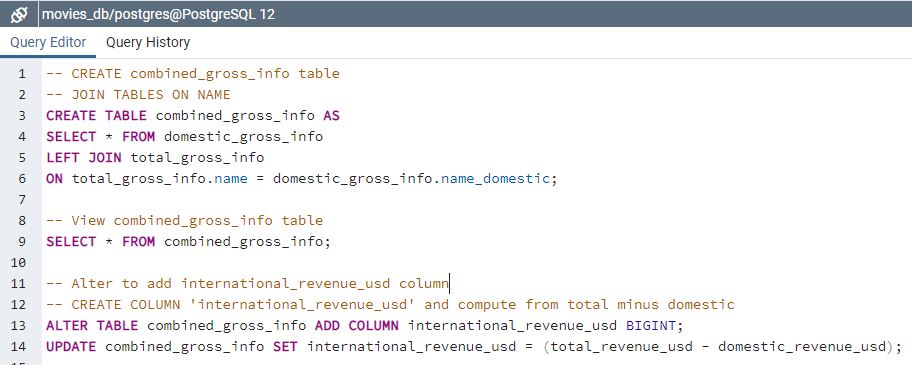 movies_db/postgres@PostgreSQL 12
Query Editor Query History
1 -- CREATE combined_gross_info table
2 -- JOIN TABLES ON NAME
3 CREATE TABLE combined_gross_info AS
4 SELECT * FROM domestic_gross_info
5 LEFT JOIN total_gross_info
6 ON total_gross_info.name = domestic_gross_info.name_domestic;
7
8 -- View combined_gross_info table
9 SELECT * FROM combined_gross_info;
10
11 -- Alter to add international_revenue_usd column
12 -- CREATE COLUMN 'international_revenue_usd' and compute from total minus domestic
13 ALTER TABLE combined_gross_info ADD COLUMN international_revenue_usd BIGINT;
14 UPDATE combined_gross_info SET international_revenue_usd = (total_revenue_usd - domestic_revenue_usd);